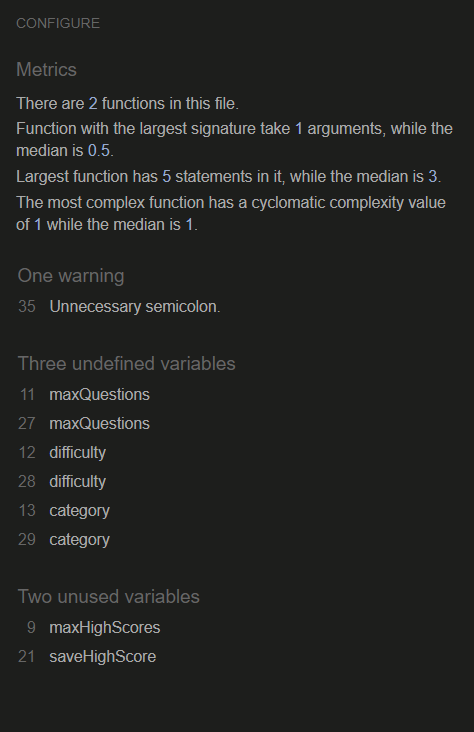 CONFIGURE
Metrics
There are 2 functions in this file.
Function with the largest signature take 1 arguments, while the
median is 0.5.
Largest function has 5 statements in it, while the median is 3.
The most complex function has a cyclomatic complexity value
of 1 while the median is 1.
One warning
35 Unnecessary semicolon.
Three undefined variables
11 maxQuestions
27 maxQuestions
12 difficulty
28 difficulty
13 category
29 category
Two unused variables
9 maxHighScores
21 saveHighScore